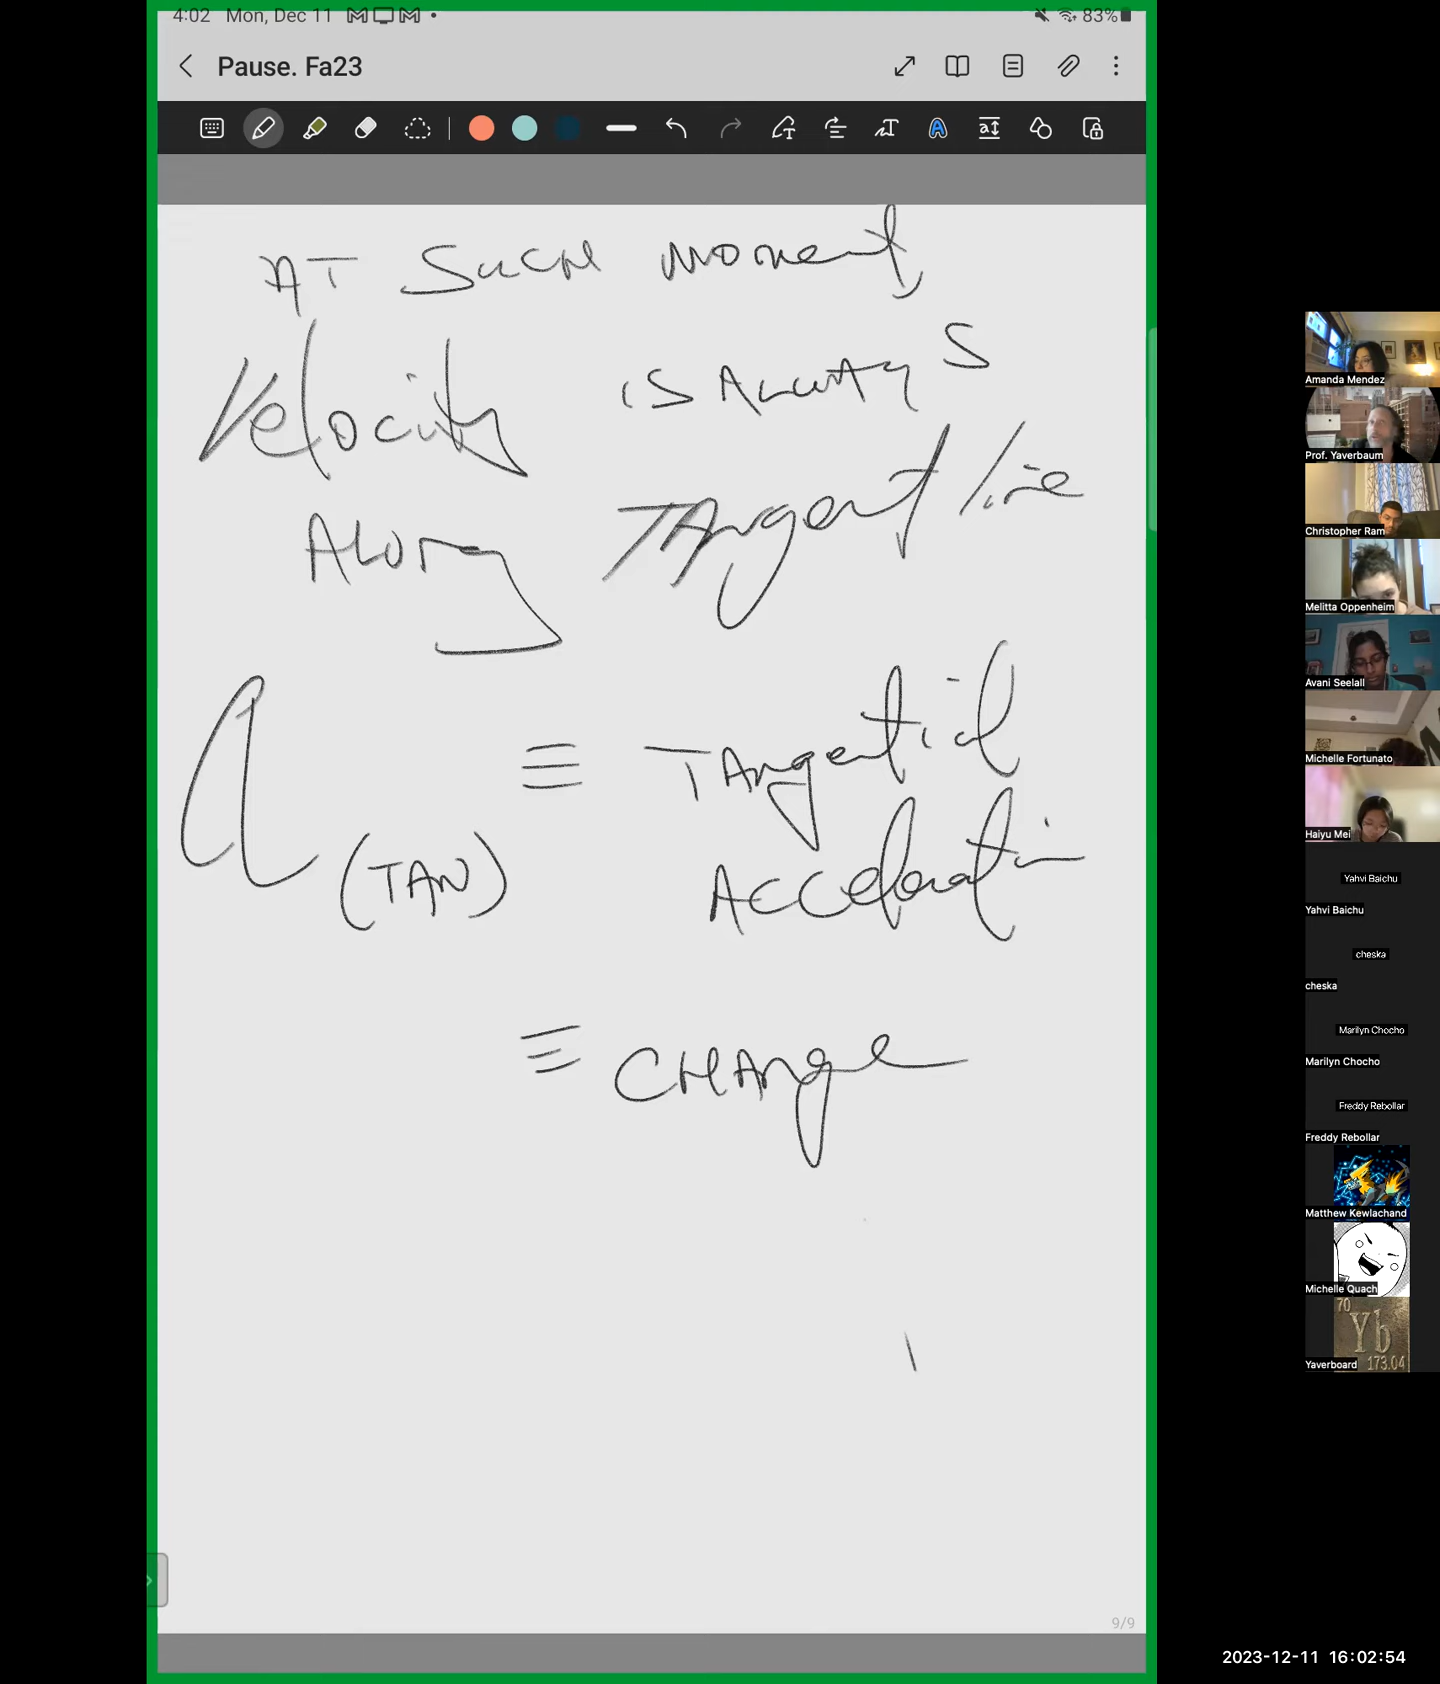 4:02 Mon, Dec 11
83%
Pause. Fa23
AT SUCH Moment,
Velocity IS ALWAYS
ALONG TANgent line
a (TAN) ≡ TANgential
ACCeleration
≡ CHANge
9/9
Amanda Mendez
Prof. Yaverbaum
Christopher Ram
Melitta Oppenheim
Avani Seelall
Michelle Fortunato
Haiyu Mei
Yahvi Baichu
Yahvi Baichu
cheska
cheska
Marilyn Chocho
Marilyn Chocho
Freddy Rebollar
Freddy Rebollar
Matthew Kewlachand
Michelle Quach
70
Yb
Yaverboard 173.04
2023-12-11 16:02:54